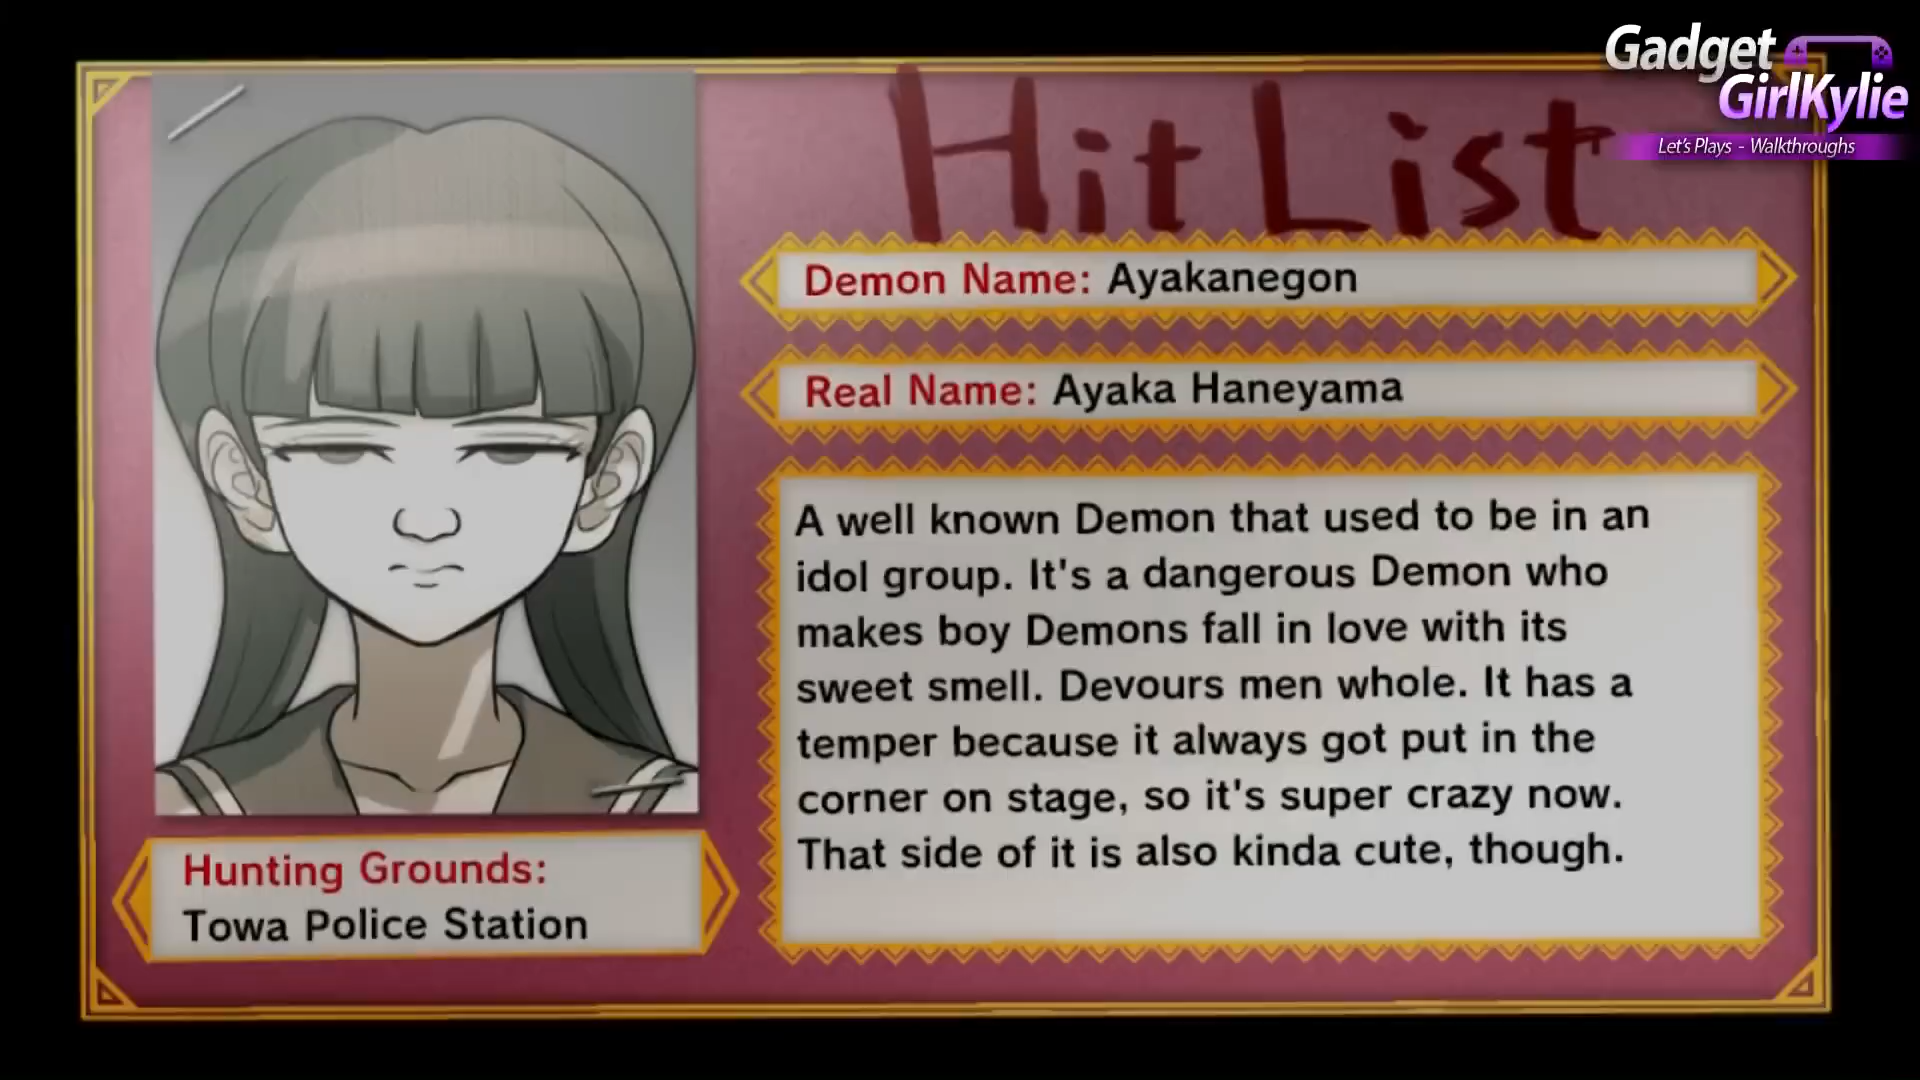 Gadget
GirlKylie
Let's Plays - Walkthroughs
Hit List
Demon Name: Ayakanegon
Real Name: Ayaka Haneyama
A well known Demon that used to be in an
idol group. It's a dangerous Demon who
makes boy Demons fall in love with its
sweet smell. Devours men whole. It has a
temper because it always got put in the
corner on stage, so it's super crazy now.
That side of it is also kinda cute, though.
Hunting Grounds:
Towa Police Station